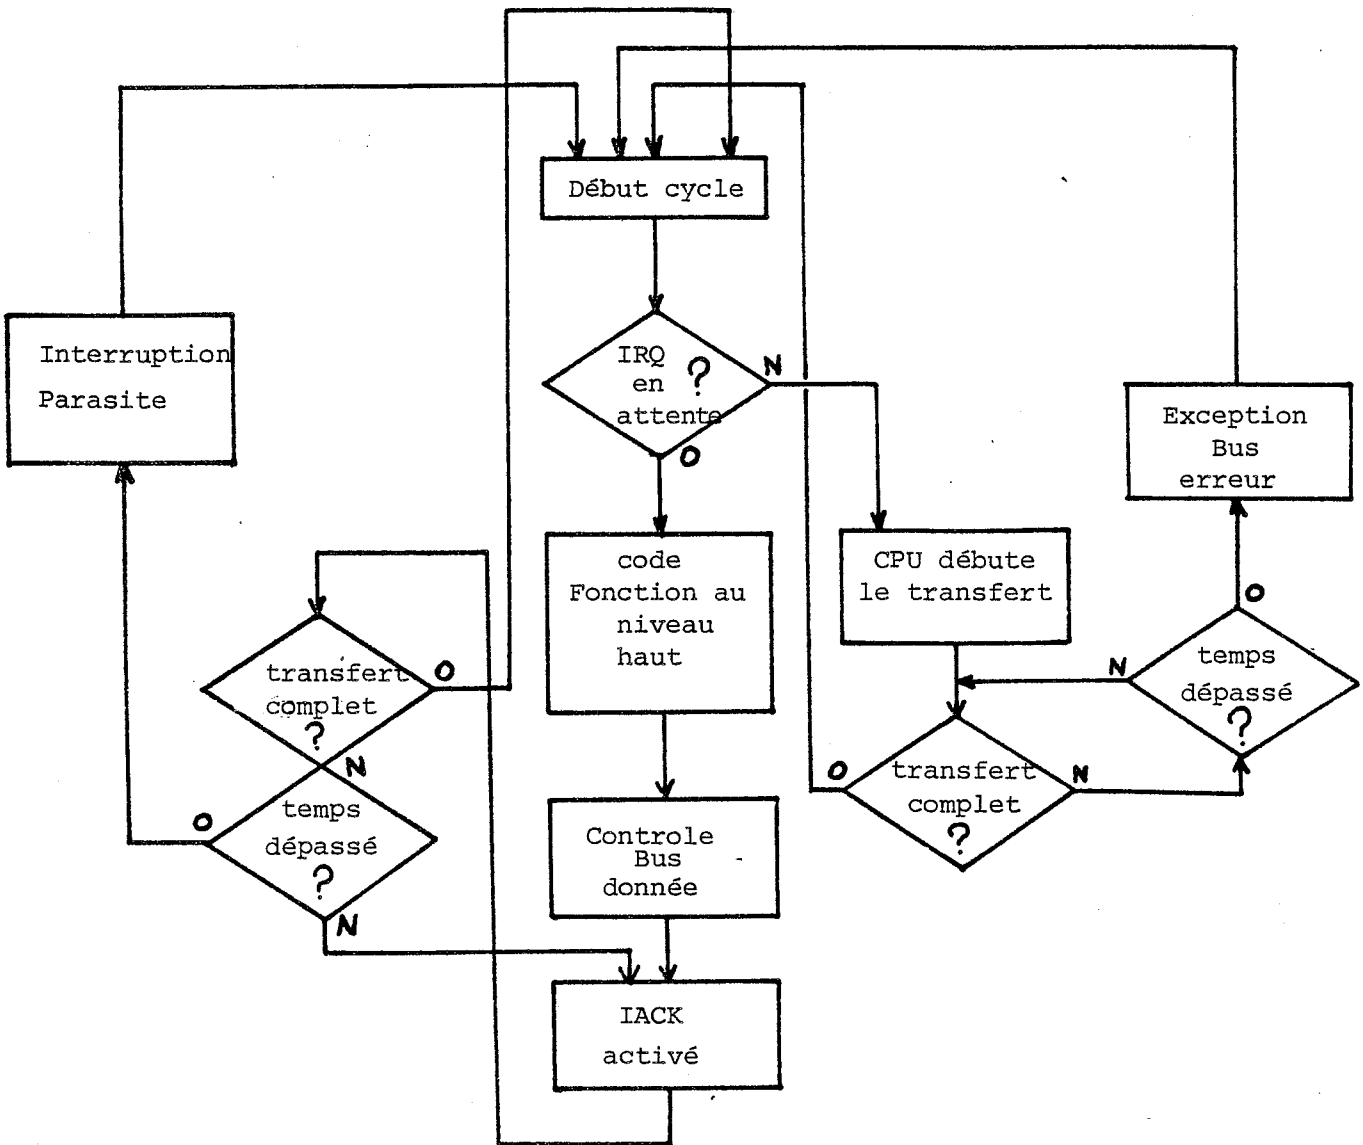 Début cycle
Interruption
Parasite
IRQ
en ?
attente
N
O
Exception
Bus
erreur
code
Fonction au
niveau
haut
CPU débute
le transfert
O
temps
dépassé
?
N
transfert
complet
?
O
N
transfert
complet
?
O
N
temps
dépassé
?
O
N
Controle
Bus
donnée
IACK
activé